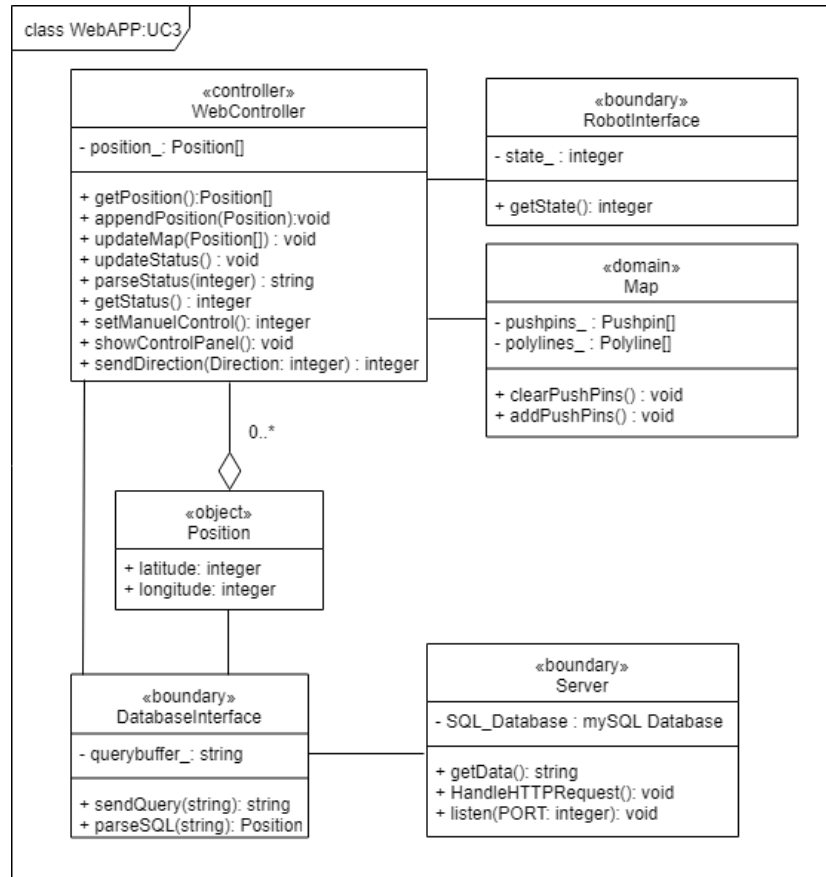 class WebAPP:UC3
«controller»
WebController
- position_: Position[]
+ getPosition():Position[]
+ appendPosition(Position):void
+ updateMap(Position[]) : void
+ updateStatus() : void
+ parseStatus(integer) : string
+ getStatus() : integer
+ setManuelControl(): integer
+ showControlPanel(): void
+ sendDirection(Direction: integer) : integer
«boundary»
RobotInterface
- state_ : integer
+ getState(): integer
«domain»
Map
- pushpins_ : Pushpin[]
- polylines_ : Polyline[]
+ clearPushPins() : void
+ addPushPins() : void
0..*
«object»
Position
+ latitude: integer
+ longitude: integer
«boundary»
DatabaseInterface
- querybuffer_: string
+ sendQuery(string): string
+ parseSQL(string): Position
«boundary»
Server
- SQL_Database : mySQL Database
+ getData(): string
+ HandleHTTPRequest(): void
+ listen(PORT: integer): void